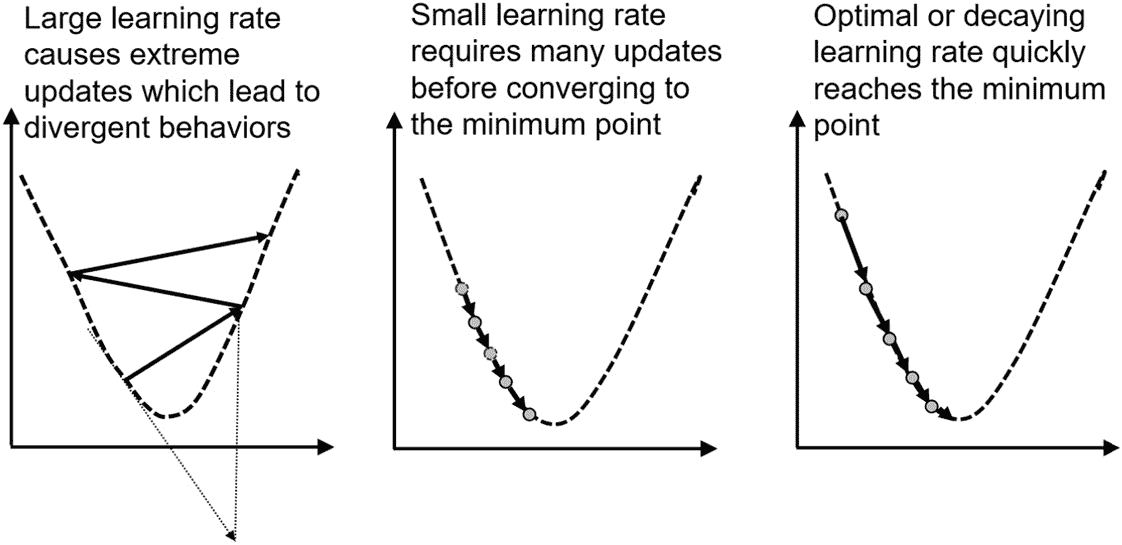 Large learning rate
causes extreme
updates which lead to
divergent behaviors
Small learning rate
requires many updates
before converging to
the minimum point
Optimal or decaying
learning rate quickly
reaches the minimum
point